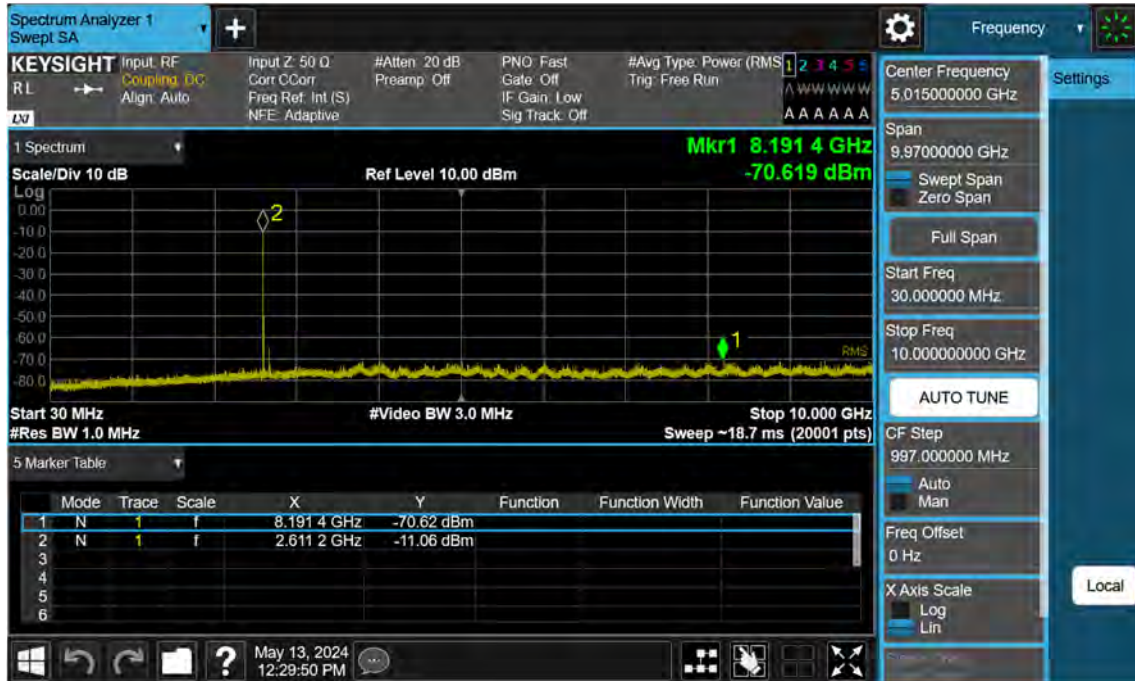 Spectrum Analyzer 1
Swept SA
+
Frequency
KEYSIGHT
RL
LXI
Input: RF
Coupling: DC
Align: Auto
Input Z: 50 Ω
Corr CCorr
Freq Ref: Int (S)
NFE: Adaptive
#Atten: 20 dB
Preamp: Off
PNO: Fast
Gate: Off
IF Gain: Low
Sig Track: Off
#Avg Type: Power (RMS
Trig: Free Run
1 2 3 4 5 6
A W W W W W
A A A A A A
1 Spectrum
Scale/Div 10 dB
Ref Level 10.00 dBm
Mkr1 8.191 4 GHz
-70.619 dBm
Log
0.00
-10.0
-20.0
-30.0
-40.0
-50.0
-60.0
-70.0
-80.0
2
1
RMS
Start 30 MHz
#Video BW 3.0 MHz
Stop 10.000 GHz
#Res BW 1.0 MHz
Sweep ~18.7 ms (20001 pts)
5 Marker Table
Mode Trace Scale X Y Function Function Width Function Value
1 N 1 f 8.191 4 GHz -70.62 dBm
2 N 1 f 2.611 2 GHz -11.06 dBm
3
4
5
6
May 13, 2024
12:29:50 PM
?
Center Frequency
5.015000000 GHz
Span
9.97000000 GHz
Swept Span
Zero Span
Full Span
Start Freq
30.000000 MHz
Stop Freq
10.000000000 GHz
AUTO TUNE
CF Step
997.000000 MHz
Auto
Man
Freq Offset
0 Hz
X Axis Scale
Log
Lin
Settings
Local